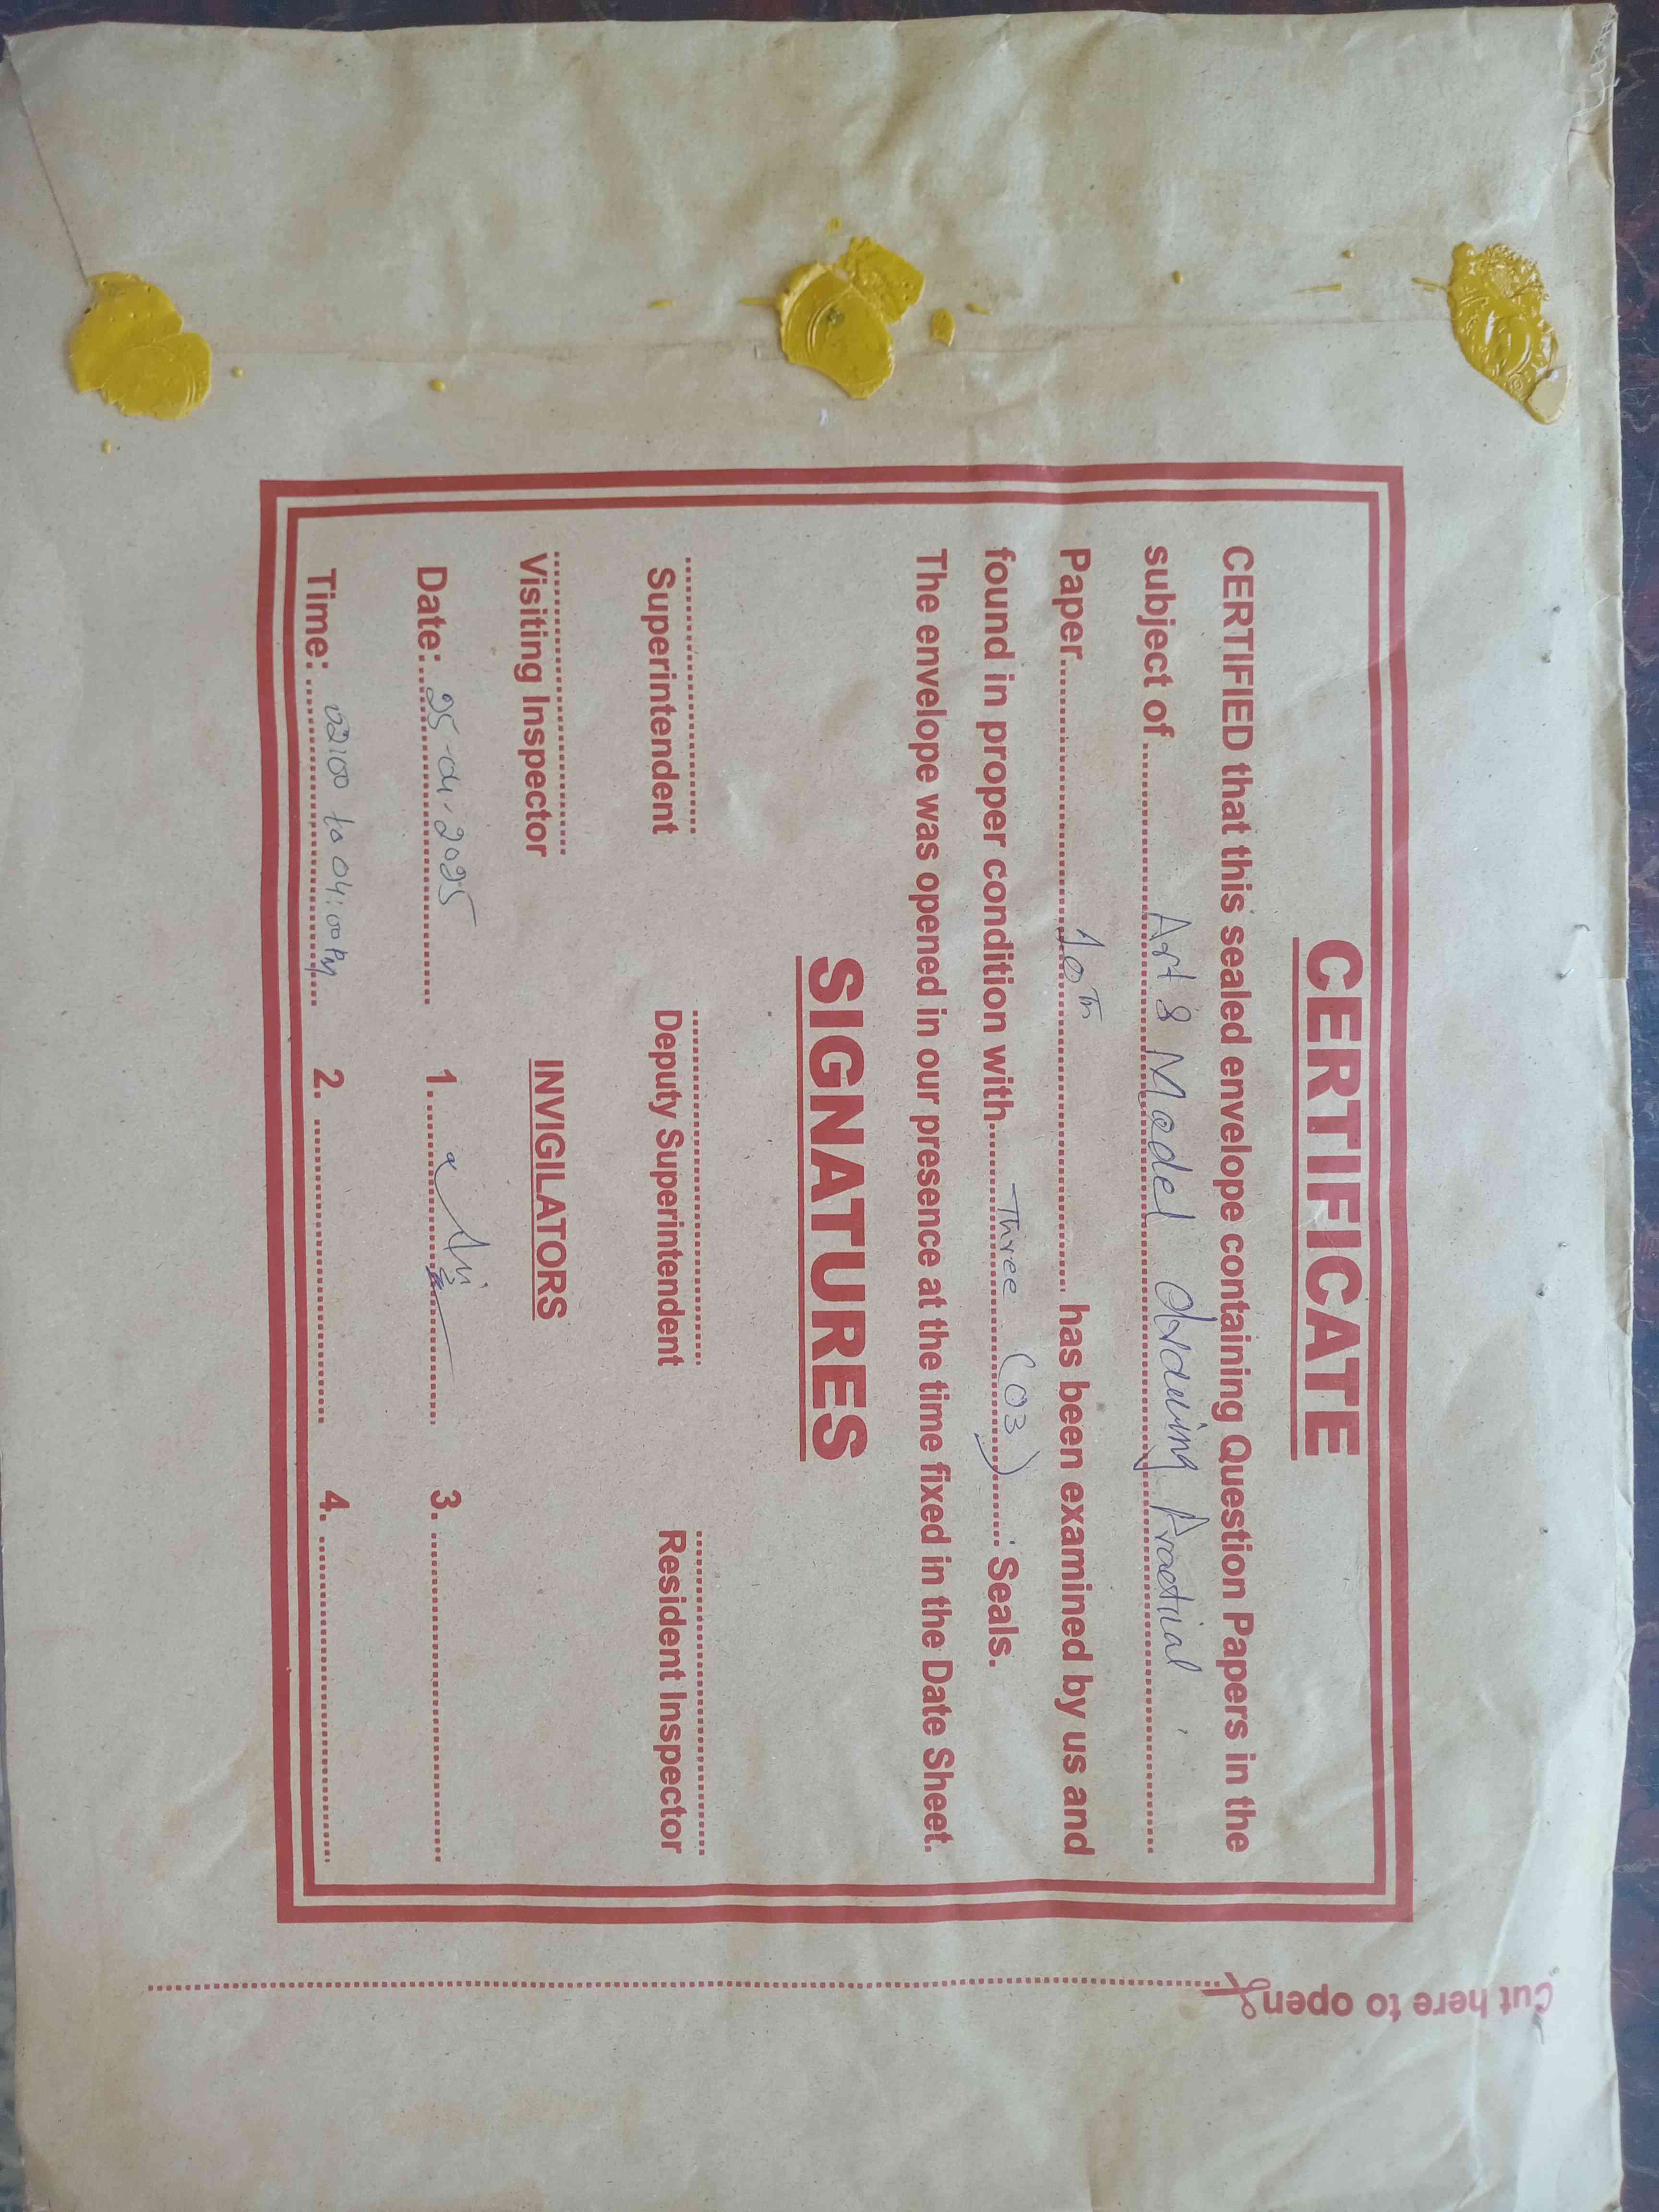 CERTIFICATE
CERTIFIED that this sealed envelope containing Question Papers in the
subject of Art & Model drawing Practical
Paper 10Th has been examined by us and
found in proper condition with Three (03) Seals.
The envelope was opened in our presence at the time fixed in the Date Sheet.
SIGNATURES
Superintendent Deputy Superintendent Resident Inspector
Visiting Inspector INVIGILATORS
Date: 25-04-2025 1. 3.
Time: 02:00 to 04:00 PM 2. 4.
Cut here to open